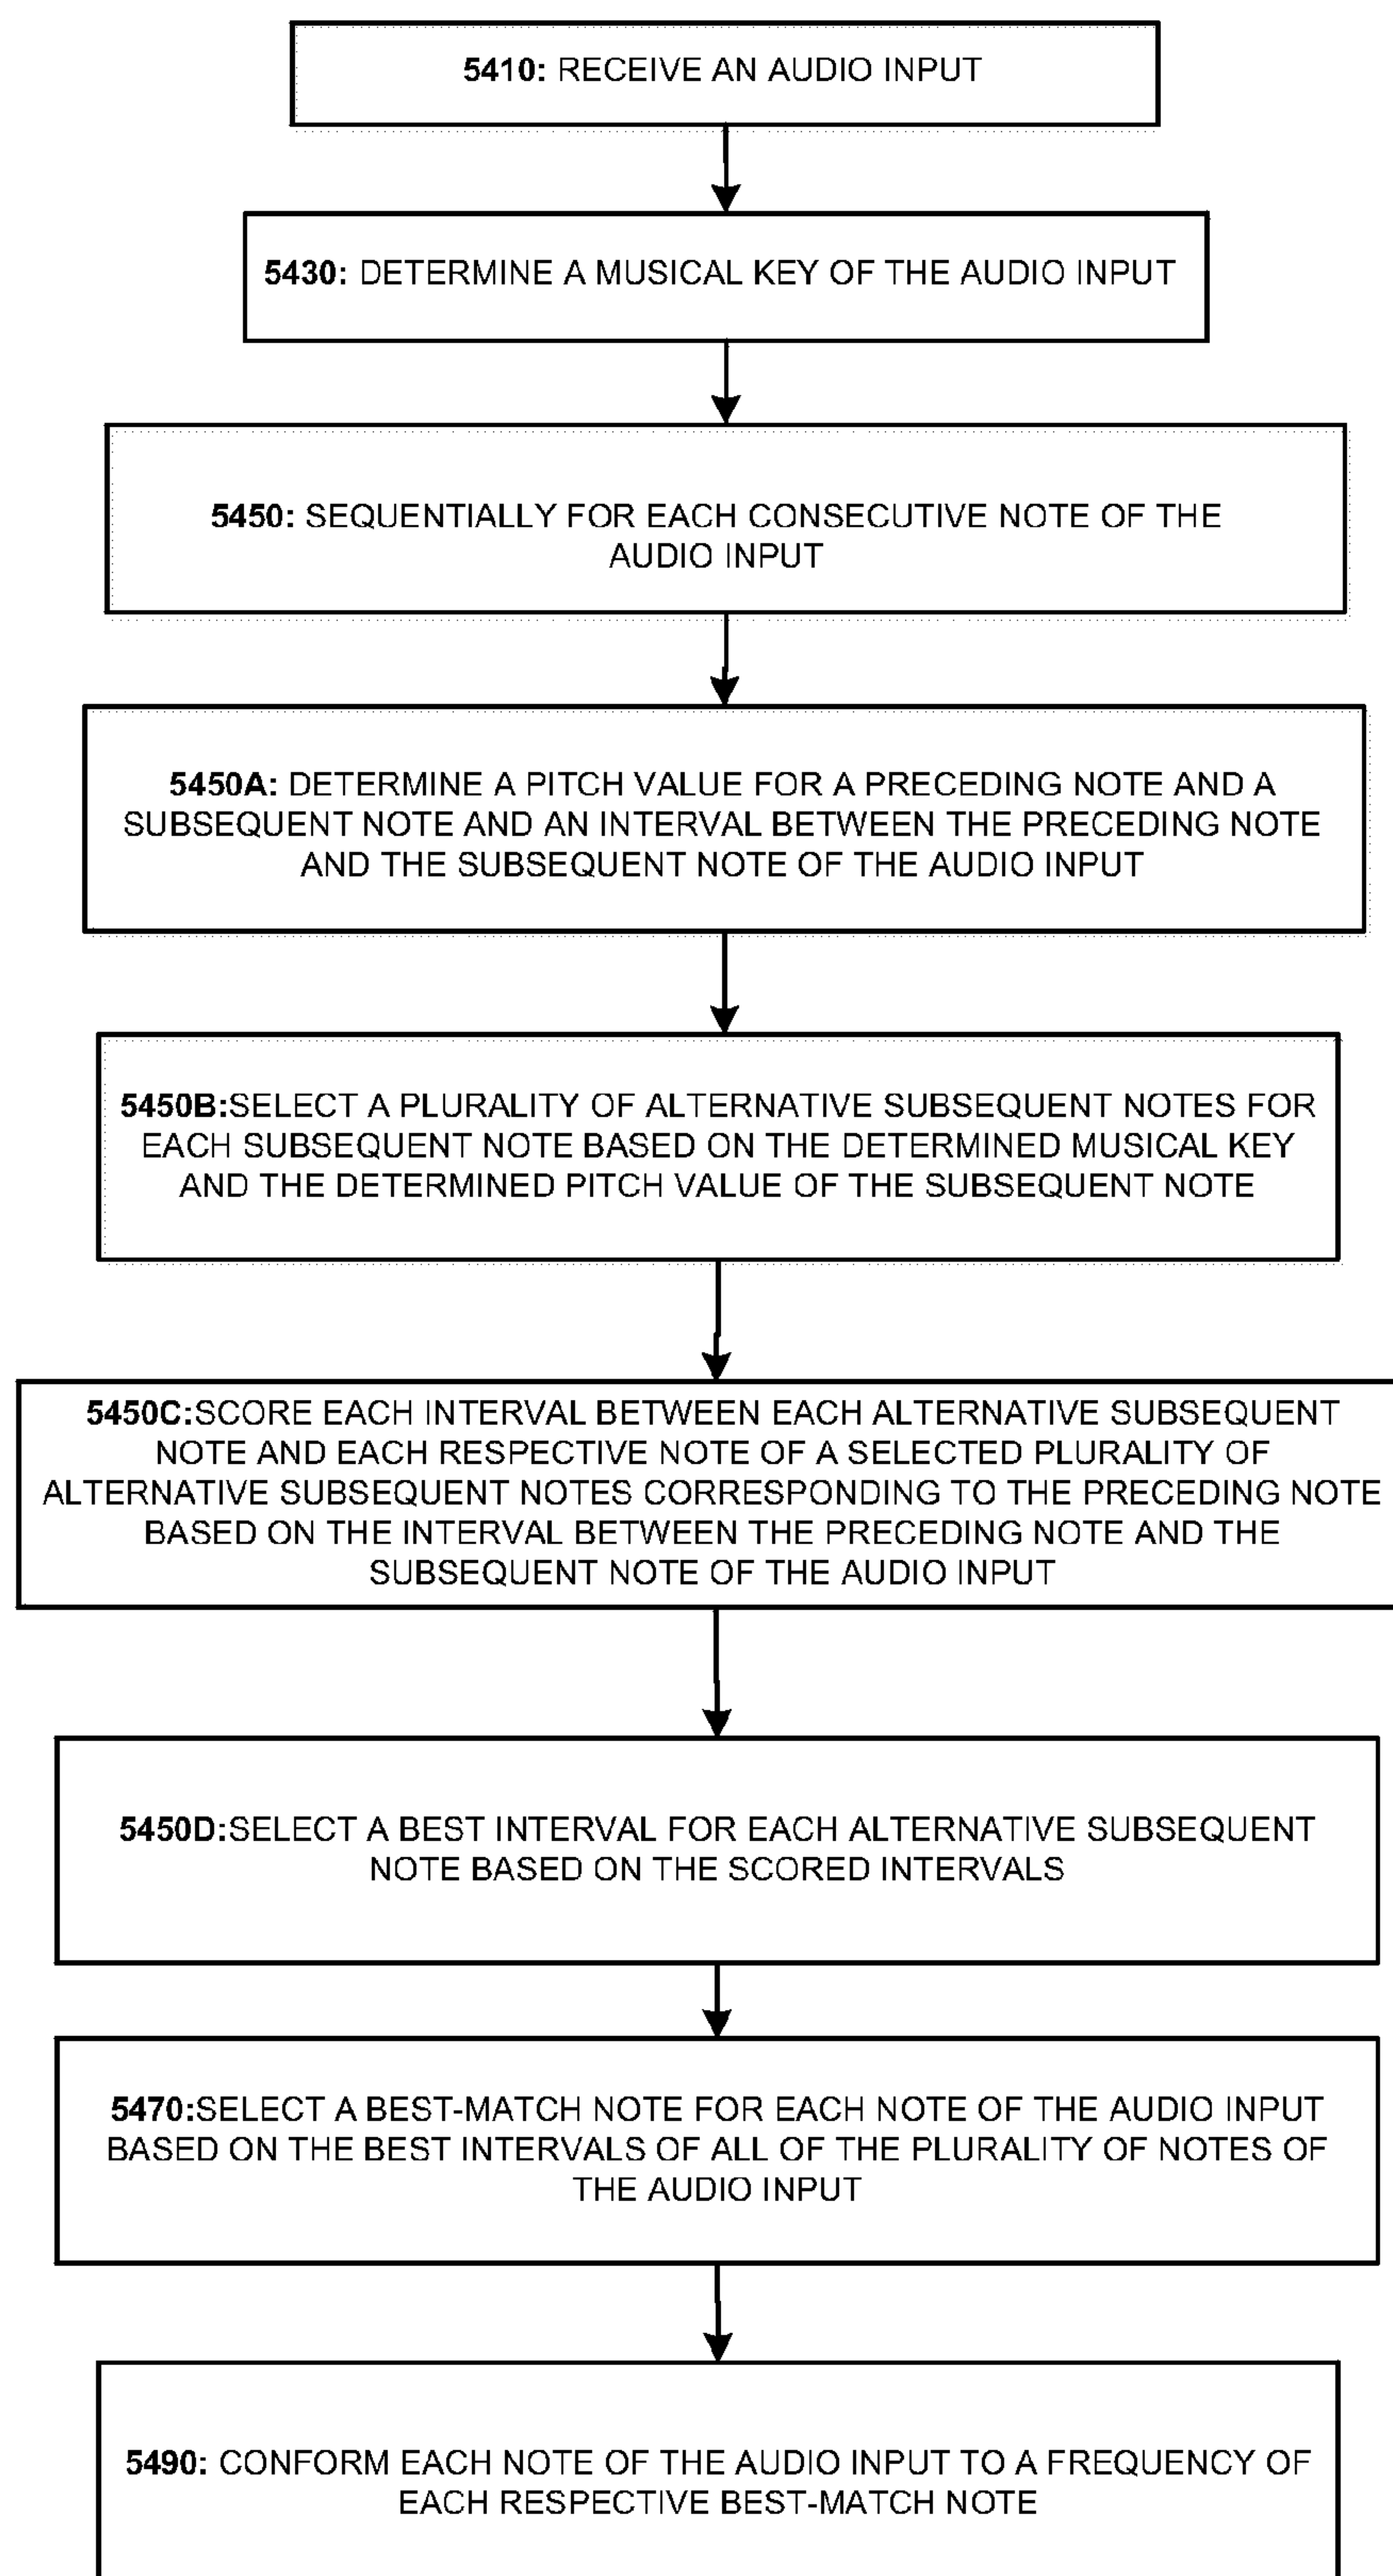 5410: RECEIVE AN AUDIO INPUT
5430: DETERMINE A MUSICAL KEY OF THE AUDIO INPUT
5450: SEQUENTIALLY FOR EACH CONSECUTIVE NOTE OF THE
AUDIO INPUT
5450A: DETERMINE A PITCH VALUE FOR A PRECEDING NOTE AND A
SUBSEQUENT NOTE AND AN INTERVAL BETWEEN THE PRECEDING NOTE
AND THE SUBSEQUENT NOTE OF THE AUDIO INPUT
5450B:SELECT A PLURALITY OF ALTERNATIVE SUBSEQUENT NOTES FOR
EACH SUBSEQUENT NOTE BASED ON THE DETERMINED MUSICAL KEY
AND THE DETERMINED PITCH VALUE OF THE SUBSEQUENT NOTE
5450C:SCORE EACH INTERVAL BETWEEN EACH ALTERNATIVE SUBSEQUENT
NOTE AND EACH RESPECTIVE NOTE OF A SELECTED PLURALITY OF
ALTERNATIVE SUBSEQUENT NOTES CORRESPONDING TO THE PRECEDING NOTE
BASED ON THE INTERVAL BETWEEN THE PRECEDING NOTE AND THE
SUBSEQUENT NOTE OF THE AUDIO INPUT
5450D:SELECT A BEST INTERVAL FOR EACH ALTERNATIVE SUBSEQUENT
NOTE BASED ON THE SCORED INTERVALS
5470:SELECT A BEST-MATCH NOTE FOR EACH NOTE OF THE AUDIO INPUT
BASED ON THE BEST INTERVALS OF ALL OF THE PLURALITY OF NOTES OF
THE AUDIO INPUT
5490: CONFORM EACH NOTE OF THE AUDIO INPUT TO A FREQUENCY OF
EACH RESPECTIVE BEST-MATCH NOTE